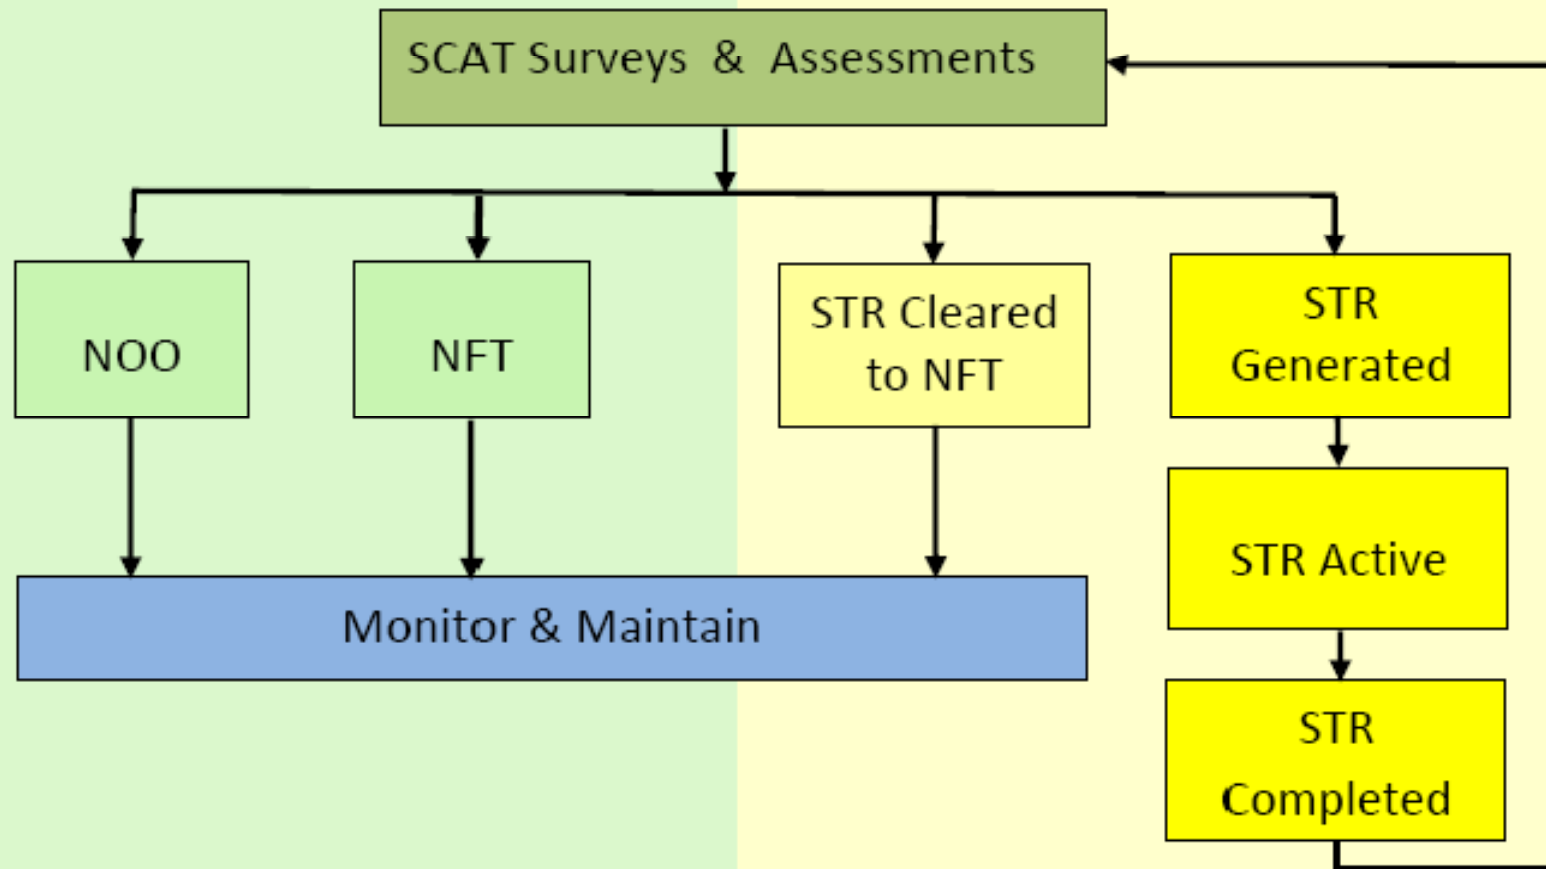 SCAT Surveys & Assessments
NOO
NFT
STR Cleared
to NFT
STR
Generated
STR Active
Monitor & Maintain
STR
Completed